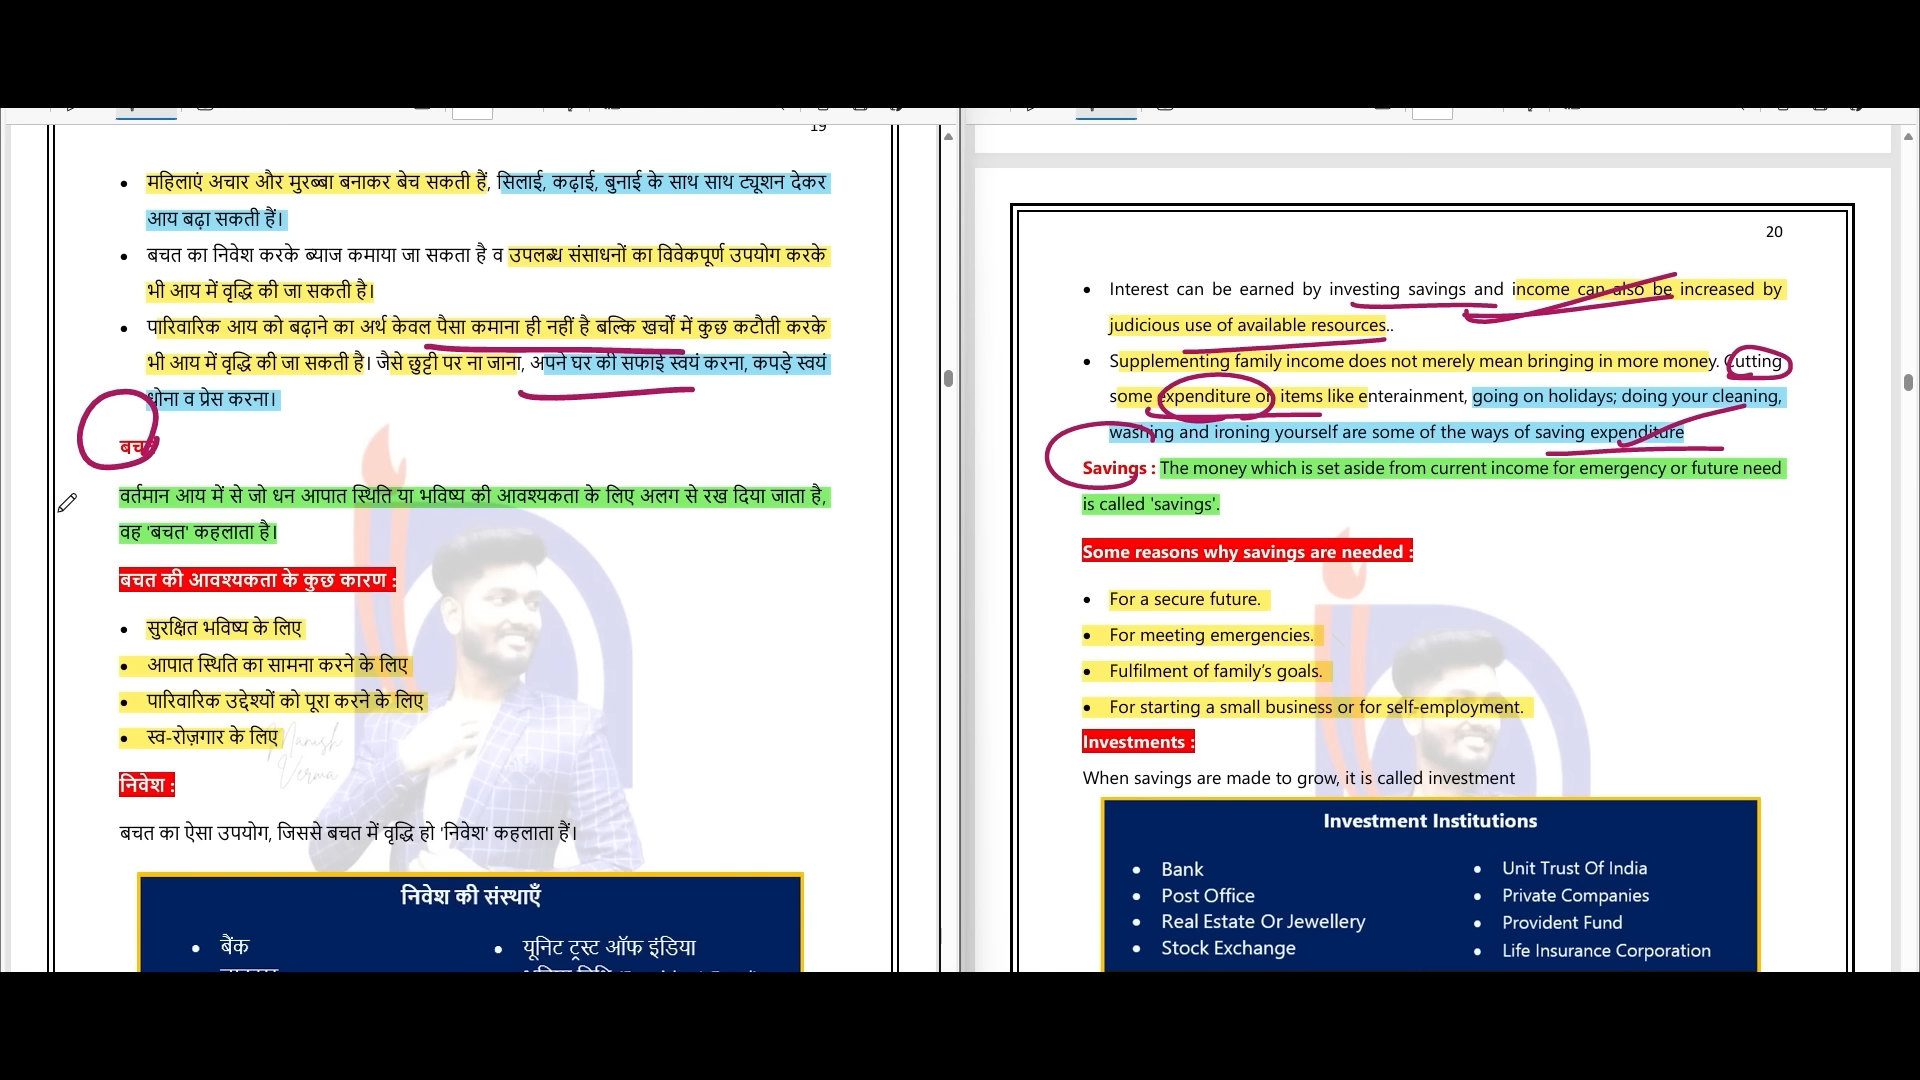 19
• महिलाएं अचार और मुरब्बा बनाकर बेच सकती हैं, सिलाई, कढ़ाई, बुनाई के साथ साथ ट्यूशन देकर
आय बढ़ा सकती हैं।
• बचत का निवेश करके ब्याज कमाया जा सकता है व उपलब्ध संसाधनों का विवेकपूर्ण उपयोग करके
भी आय में वृद्धि की जा सकती है।
• पारिवारिक आय को बढ़ाने का अर्थ केवल पैसा कमाना ही नहीं है बल्कि खर्चों में कुछ कटौती करके
भी आय में वृद्धि की जा सकती है। जैसे छुट्टी पर ना जाना, अपने घर की सफाई स्वयं करना, कपड़े स्वयं
धोना व प्रेस करना।
बचत
वर्तमान आय में से जो धन आपात स्थिति या भविष्य की आवश्यकता के लिए अलग से रख दिया जाता है,
वह 'बचत' कहलाता है।
बचत की आवश्यकता के कुछ कारण :
• सुरक्षित भविष्य के लिए
• आपात स्थिति का सामना करने के लिए
• पारिवारिक उद्देश्यों को पूरा करने के लिए
• स्व-रोज़गार के लिए
Manish
Verma
निवेश :
बचत का ऐसा उपयोग, जिससे बचत में वृद्धि हो 'निवेश' कहलाता हैं।
निवेश की संस्थाएँ
• बैंक
• यूनिट ट्रस्ट ऑफ इंडिया
20
• Interest can be earned by investing savings and income can also be increased by
judicious use of available resources..
• Supplementing family income does not merely mean bringing in more money. Cutting
some expenditure on items like enterainment, going on holidays; doing your cleaning,
washing and ironing yourself are some of the ways of saving expenditure
Savings : The money which is set aside from current income for emergency or future need
is called 'savings'.
Some reasons why savings are needed :
• For a secure future.
• For meeting emergencies.
• Fulfilment of family’s goals.
• For starting a small business or for self-employment.
Investments :
When savings are made to grow, it is called investment
Investment Institutions
• Bank
• Post Office
• Real Estate Or Jewellery
• Stock Exchange
• Unit Trust Of India
• Private Companies
• Provident Fund
• Life Insurance Corporation